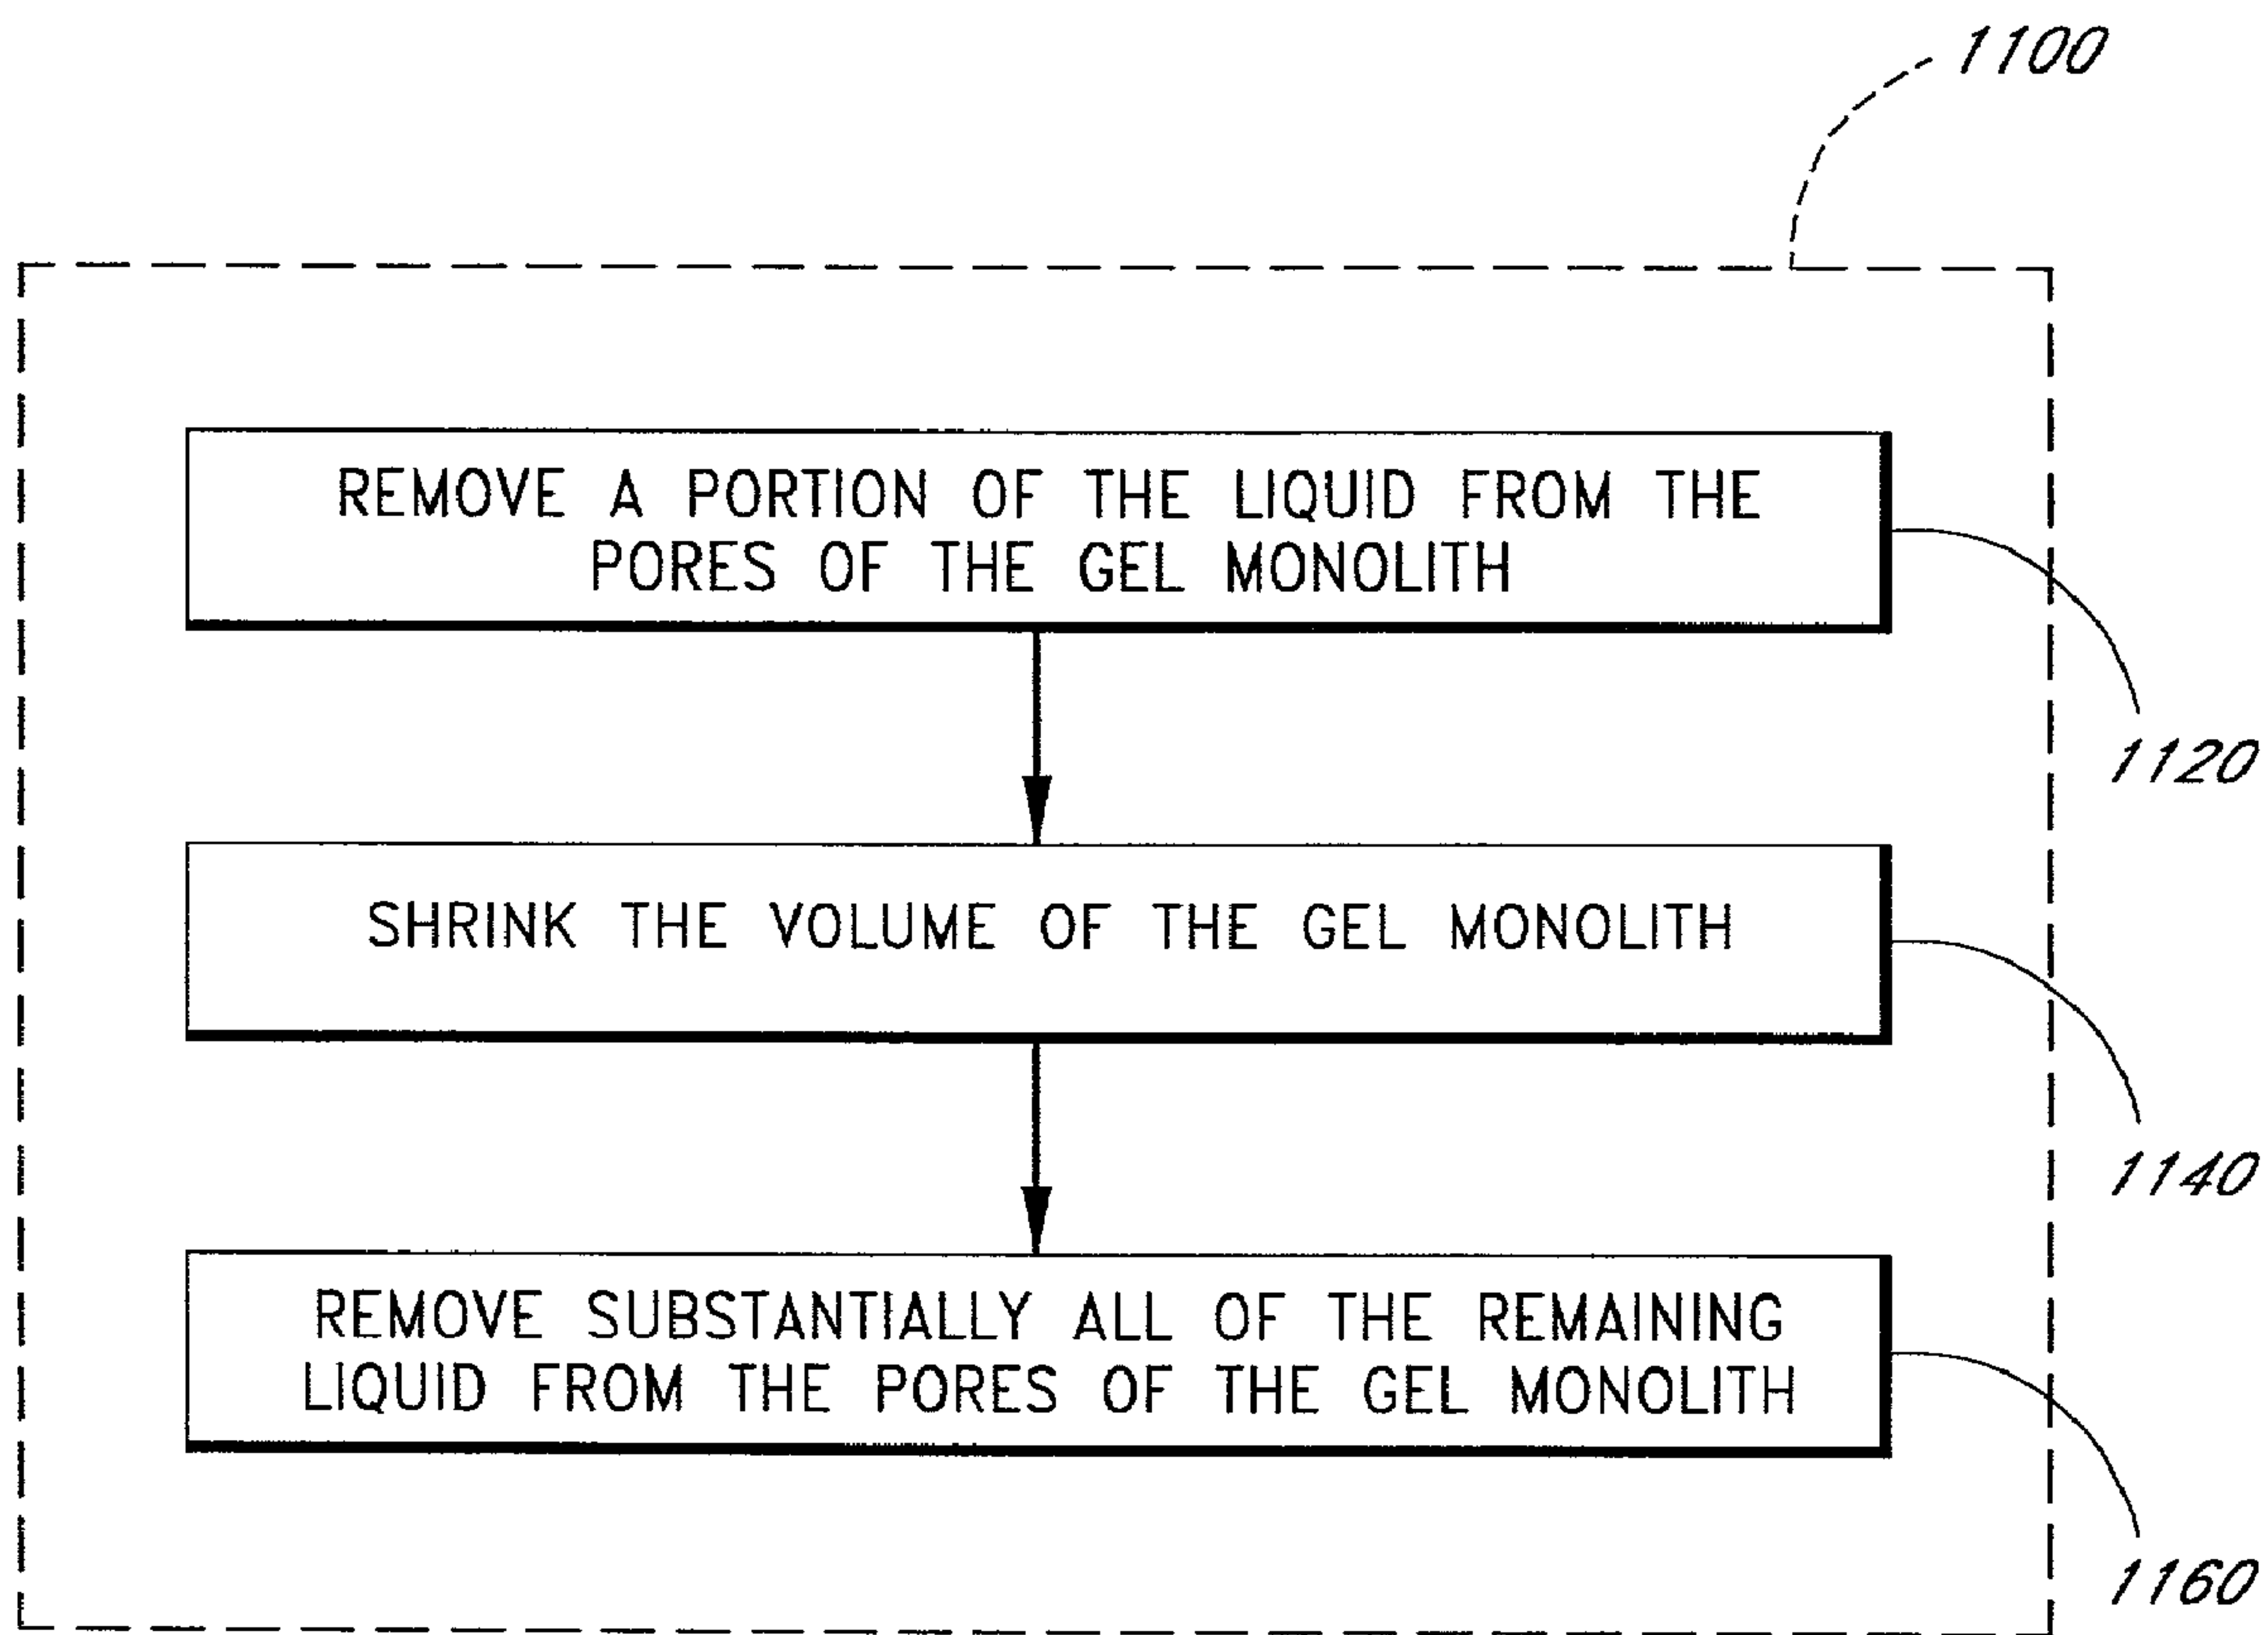 1100
REMOVE A PORTION OF THE LIQUID FROM THE
PORES OF THE GEL MONOLITH
1120
SHRINK THE VOLUME OF THE GEL MONOLITH
1140
REMOVE SUBSTANTIALLY ALL OF THE REMAINING
LIQUID FROM THE PORES OF THE GEL MONOLITH
1160